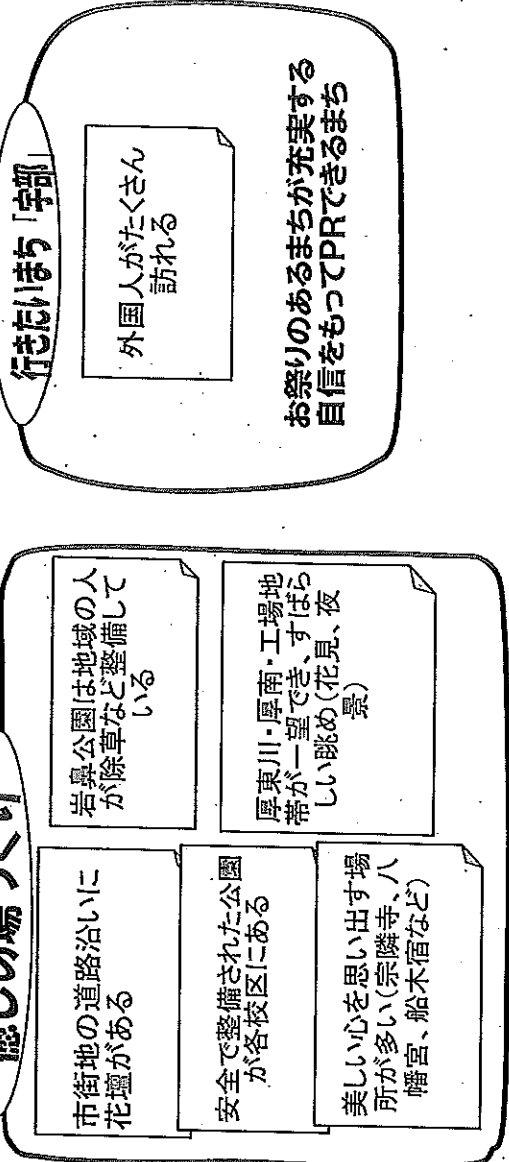 憩しの場づくり
市街地の道路沿いに
花壇がある
安全で整備された公園
が各校区にある
美しい心を思い出す場
所が多い(宗隣寺、八
幡宮、船木宿など)
岩鼻公園は地域の人
が除草など整備して
いる
厚東川・厚南・工場地
帯が一望でき、すばら
しい眺め(花見、夜
景)
行きたいまち「宇部」
外国人がたくさん
訪れる
お祭りのあるまちが充実する
自信をもってPRできるまち